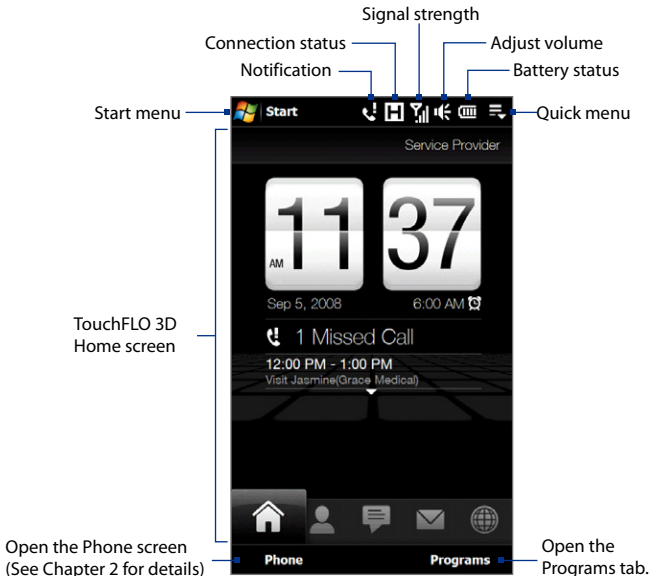 Signal strength
Connection status
Adjust volume
Notification
Battery status
Start menu
Start
H
Quick menu
Service Provider
11
37
AM
Sep 5, 2008
6:00 AM
1 Missed Call
12:00 PM - 1:00 PM
Visit Jasmine(Grace Medical)
TouchFLO 3D
Home screen
Open the Phone screen
(See Chapter 2 for details)
Phone
Programs
Open the
Programs tab.